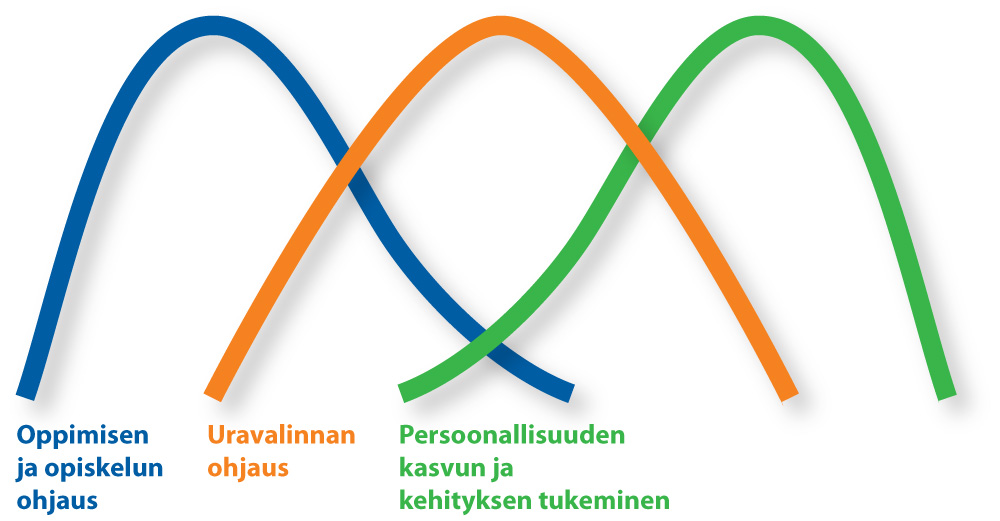 Oppimisen
ja opiskelun
ohjaus
Uravalinnan
ohjaus
Persoonallisuuden
kasvun ja
kehityksen tukeminen